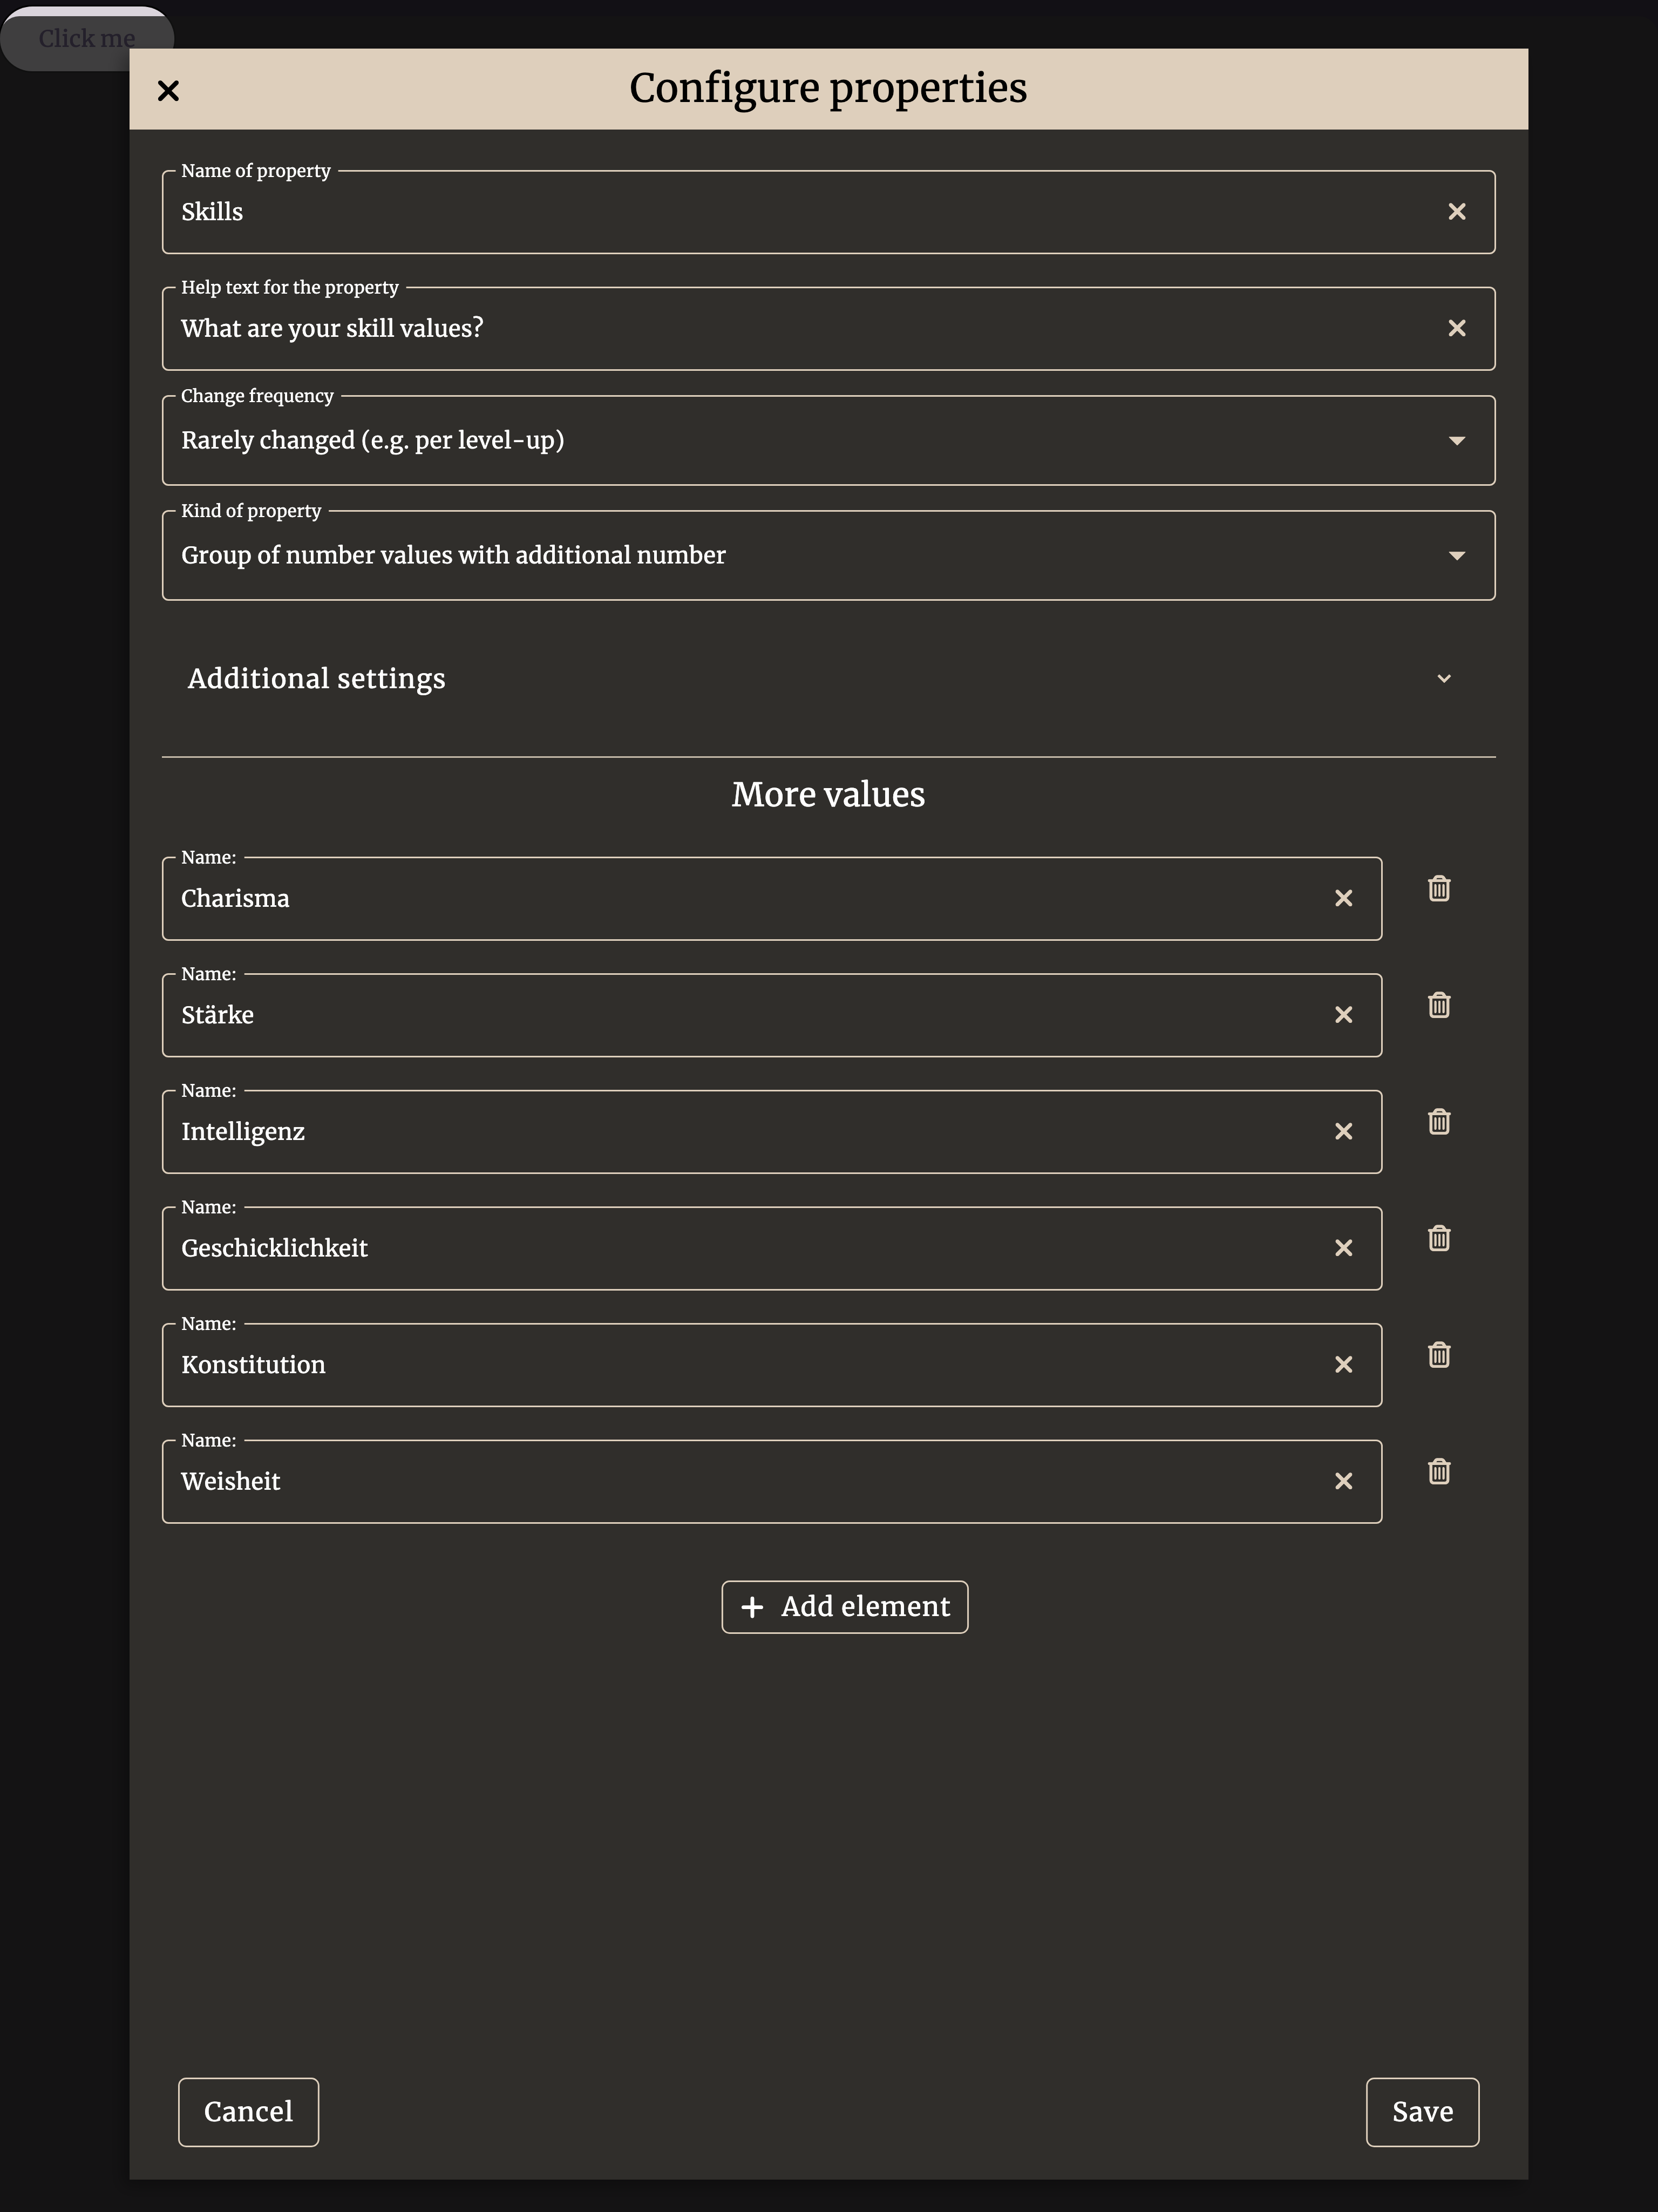 Click me
Configure properties
Name of property
Skills
Help text for the property
What are your skill values?
Change frequency
Rarely changed (e.g. per level-up)
Kind of property
Group of number values with additional number
Additional settings
More values
Name:
Charisma
Name:
Stärke
Name:
Intelligenz
Name:
Geschicklichkeit
Name:
Konstitution
Name:
Weisheit
Add element
Cancel
Save